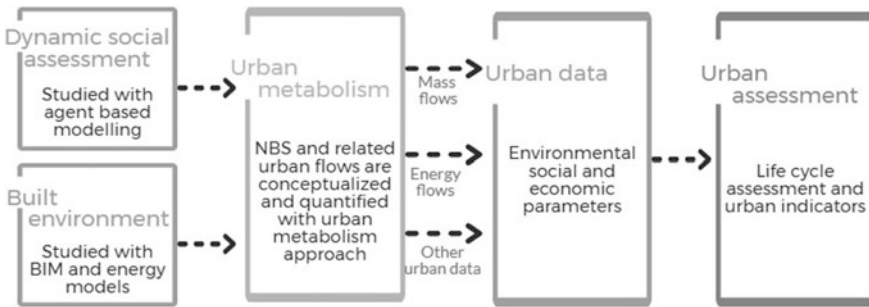 Dynamic social
assessment
Studied with
agent based
modelling
Built
environment
Studied with
BIM and energy
models
Urban
metabolism
NBS and related
urban flows are
conceptualized
and quantified
with urban
metabolism
approach
Mass
flows
Energy
flows
Other
urban data
Urban data
Environmental
social and
economic
parameters
Urban
assessment
Life cycle
assessment and
urban indicators